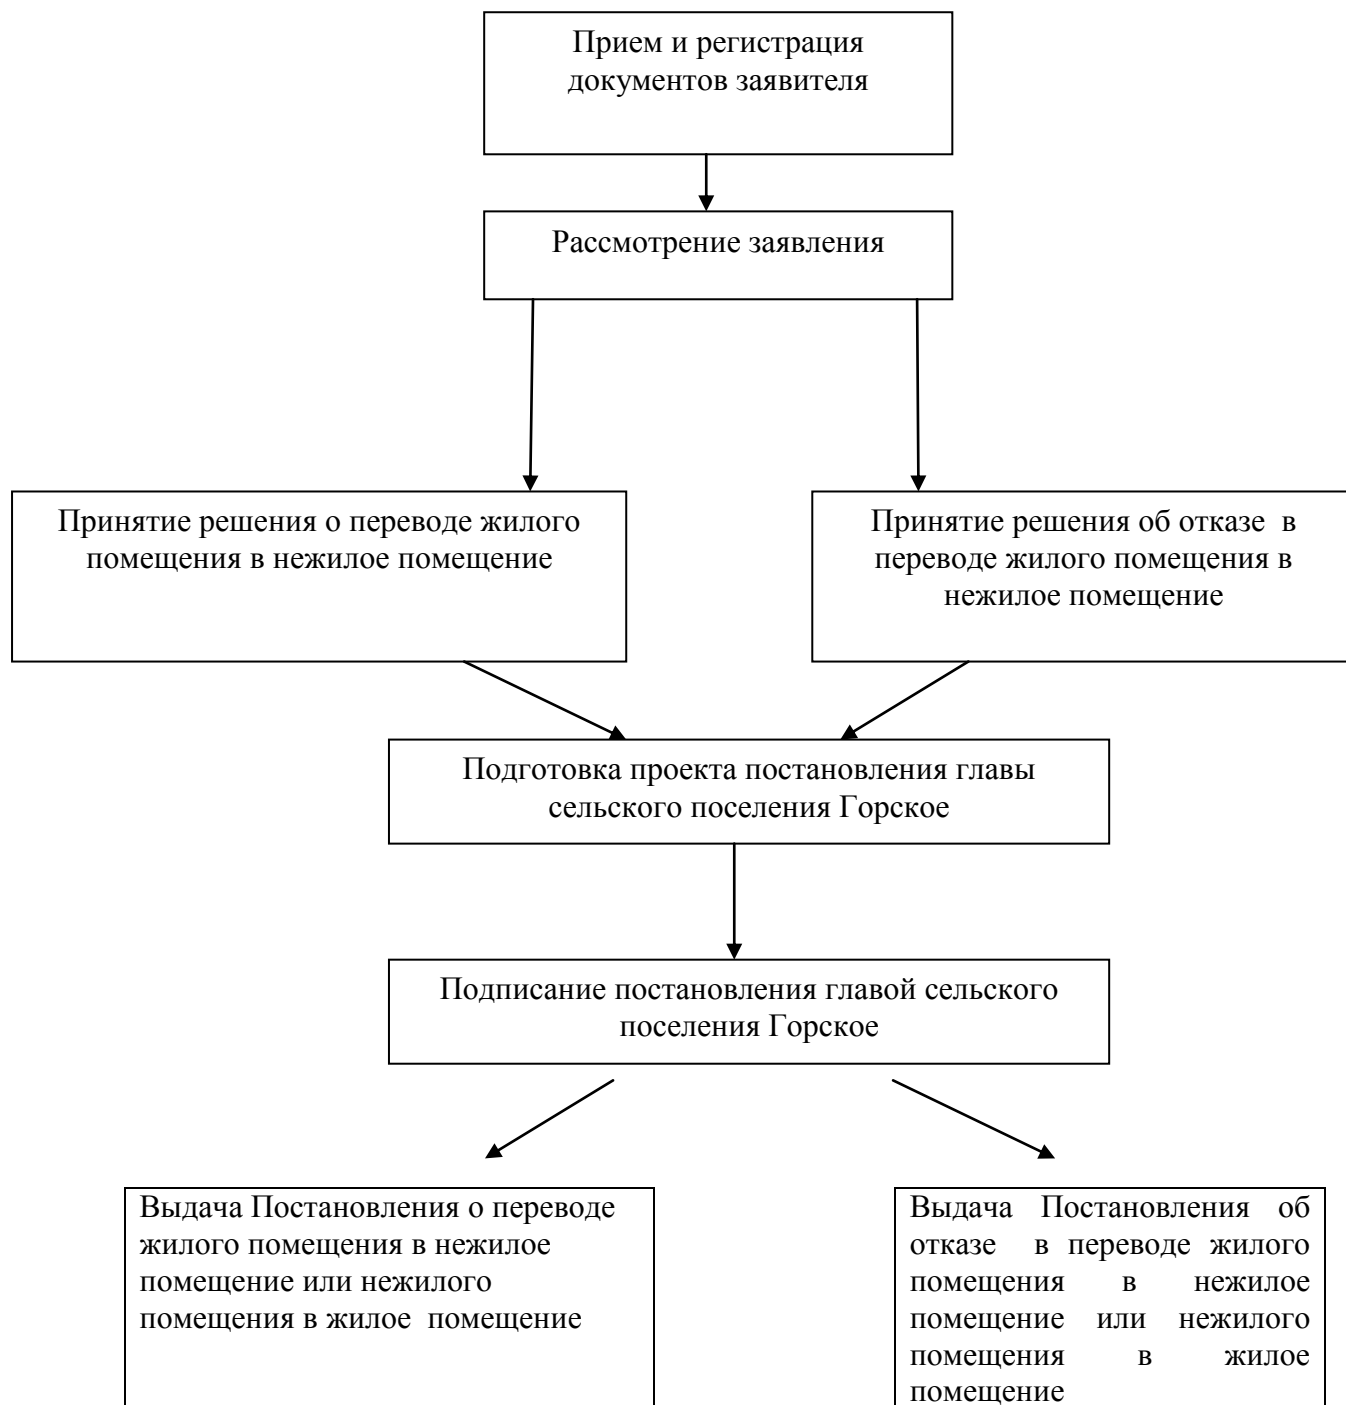 Прием и регистрация
документов заявителя
Рассмотрение заявления
Принятие решения о переводе жилого
помещения в нежилое помещение
Принятие решения об отказе  в
переводе жилого помещения в
нежилое помещение
Подготовка проекта постановления главы
сельского поселения Горское
Подписание постановления главой сельского
поселения Горское
Выдача Постановления о переводе
жилого помещения в нежилое
помещение или нежилого
помещения в жилое  помещение
Выдача Постановления об
отказе  в переводе жилого
помещения в нежилое
помещение или нежилого
помещения в жилое
помещение